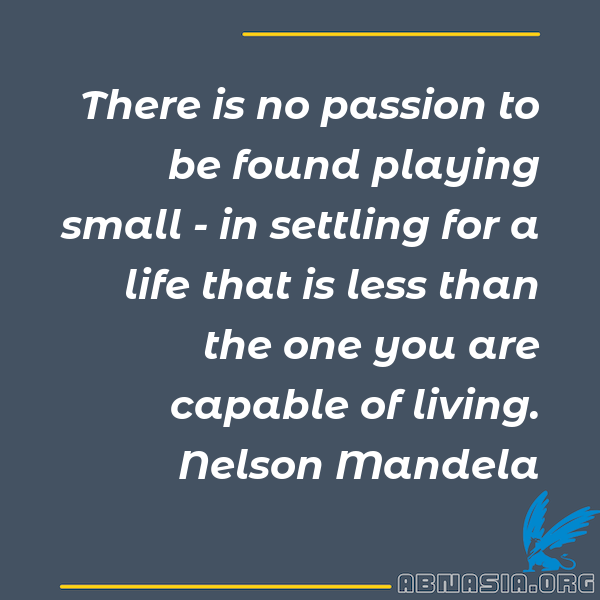 There is no passion to
be found playing
small - in settling for a
life that is less than
the one you are
capable of living.
Nelson Mandela
ABNASIA.ORG